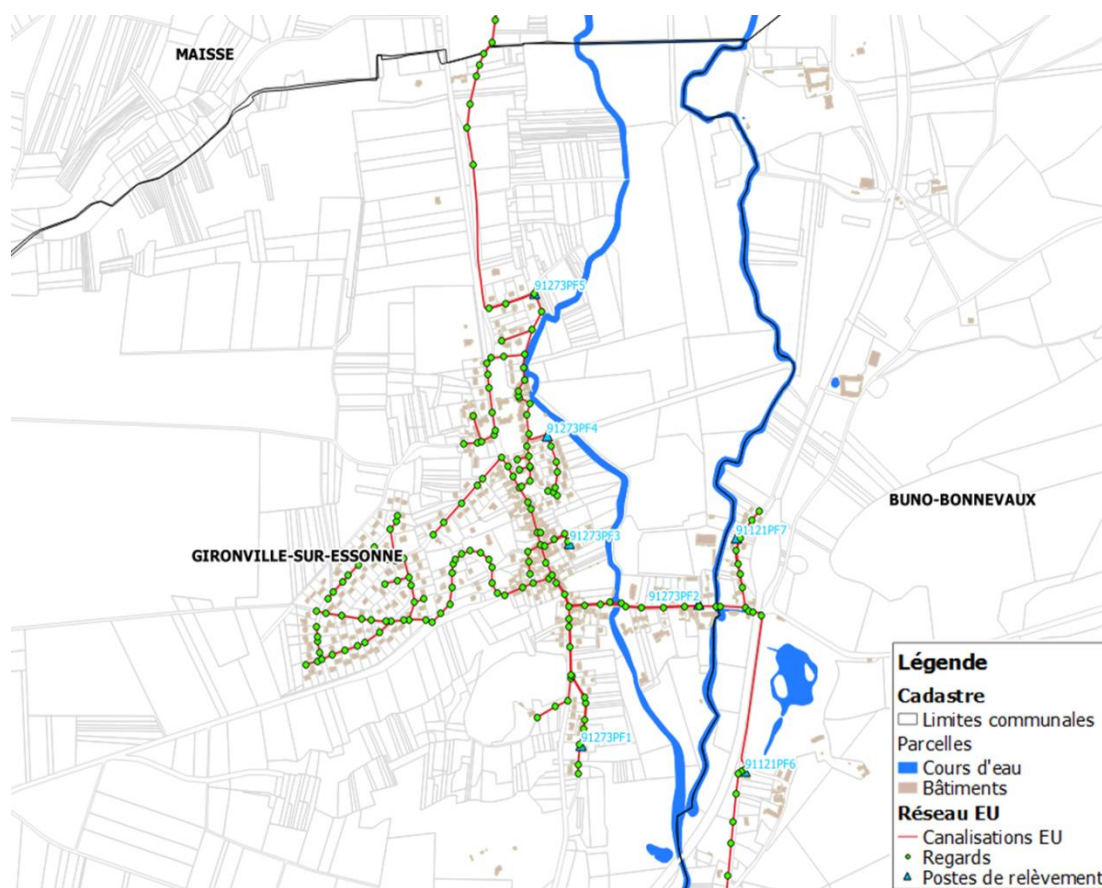 MAISSE
91273PF5
91273PF4
BUNO-BONNEVAUX
91121PF7
91273PF3
GIRONVILLE-SUR-ESSONNE
91273PF2
91273PF1
91121PF6
Légende
Cadastre
Limites communales
Parcelles
Cours d'eau
Bâtiments
Réseau EU
Canalisations EU
Regards
Postes de relèvement